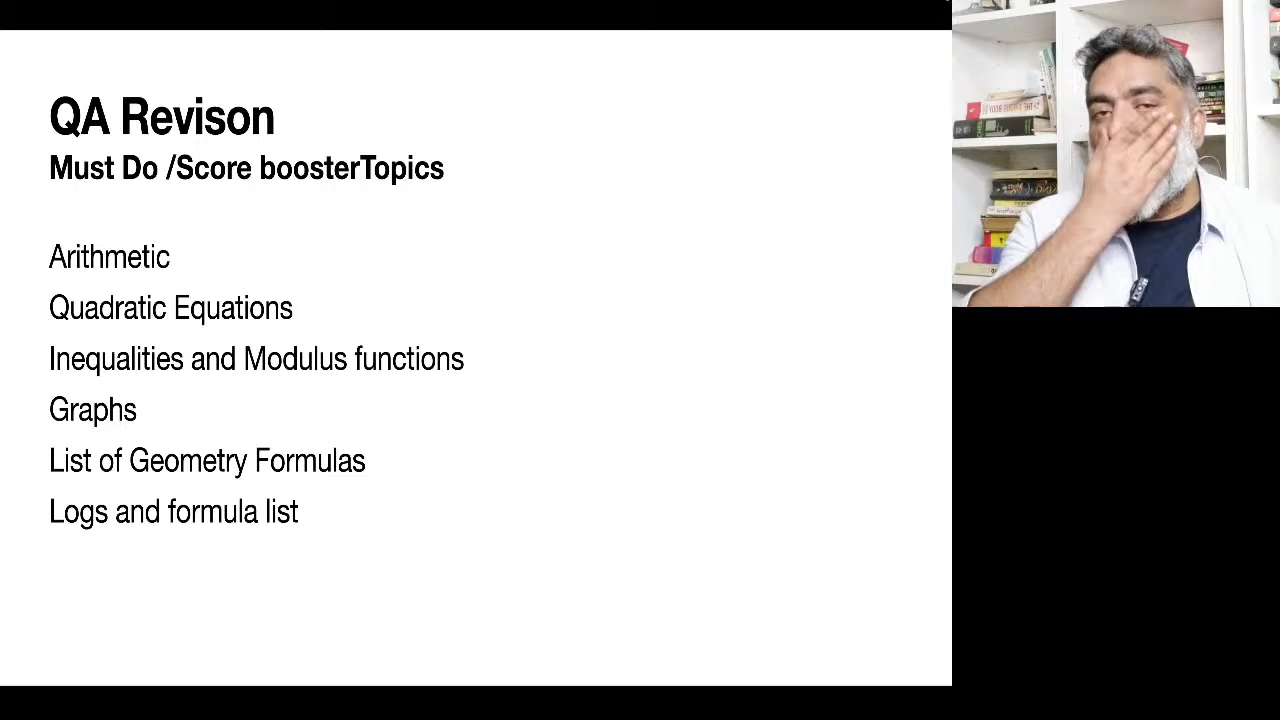 QA Revison
Must Do /Score boosterTopics
Arithmetic
Quadratic Equations
Inequalities and Modulus functions
Graphs
List of Geometry Formulas
Logs and formula list